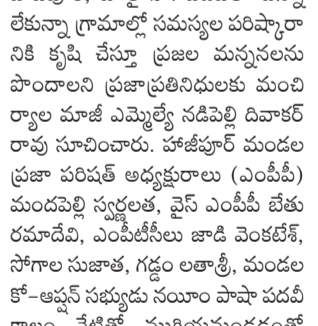 లేకున్నా గ్రామాల్లో సమస్యల పరిష్కారా
నికి కృషి చేస్తూ ప్రజల మన్ననలను
పొందాలని ప్రజాప్రతినిధులకు మంచి
ర్యాల మాజీ ఎమ్మెల్యే నడిపెల్లి దివాకర్
రావు సూచించారు. హాజీపూర్ మండల
ప్రజా పరిషత్ అధ్యక్షురాలు (ఎంపీపీ)
మందపెల్లి స్వర్ణలత, వైస్ ఎంపీపీ బేతు
రమాదేవి, ఎంపీటీసీలు జాడి వెంకటేశ్,
సోగాల సుజాత, గడ్డం లతాశ్రీ, మండల
కో-ఆప్షన్ సభ్యుడు నయీం పాషా పదవీ